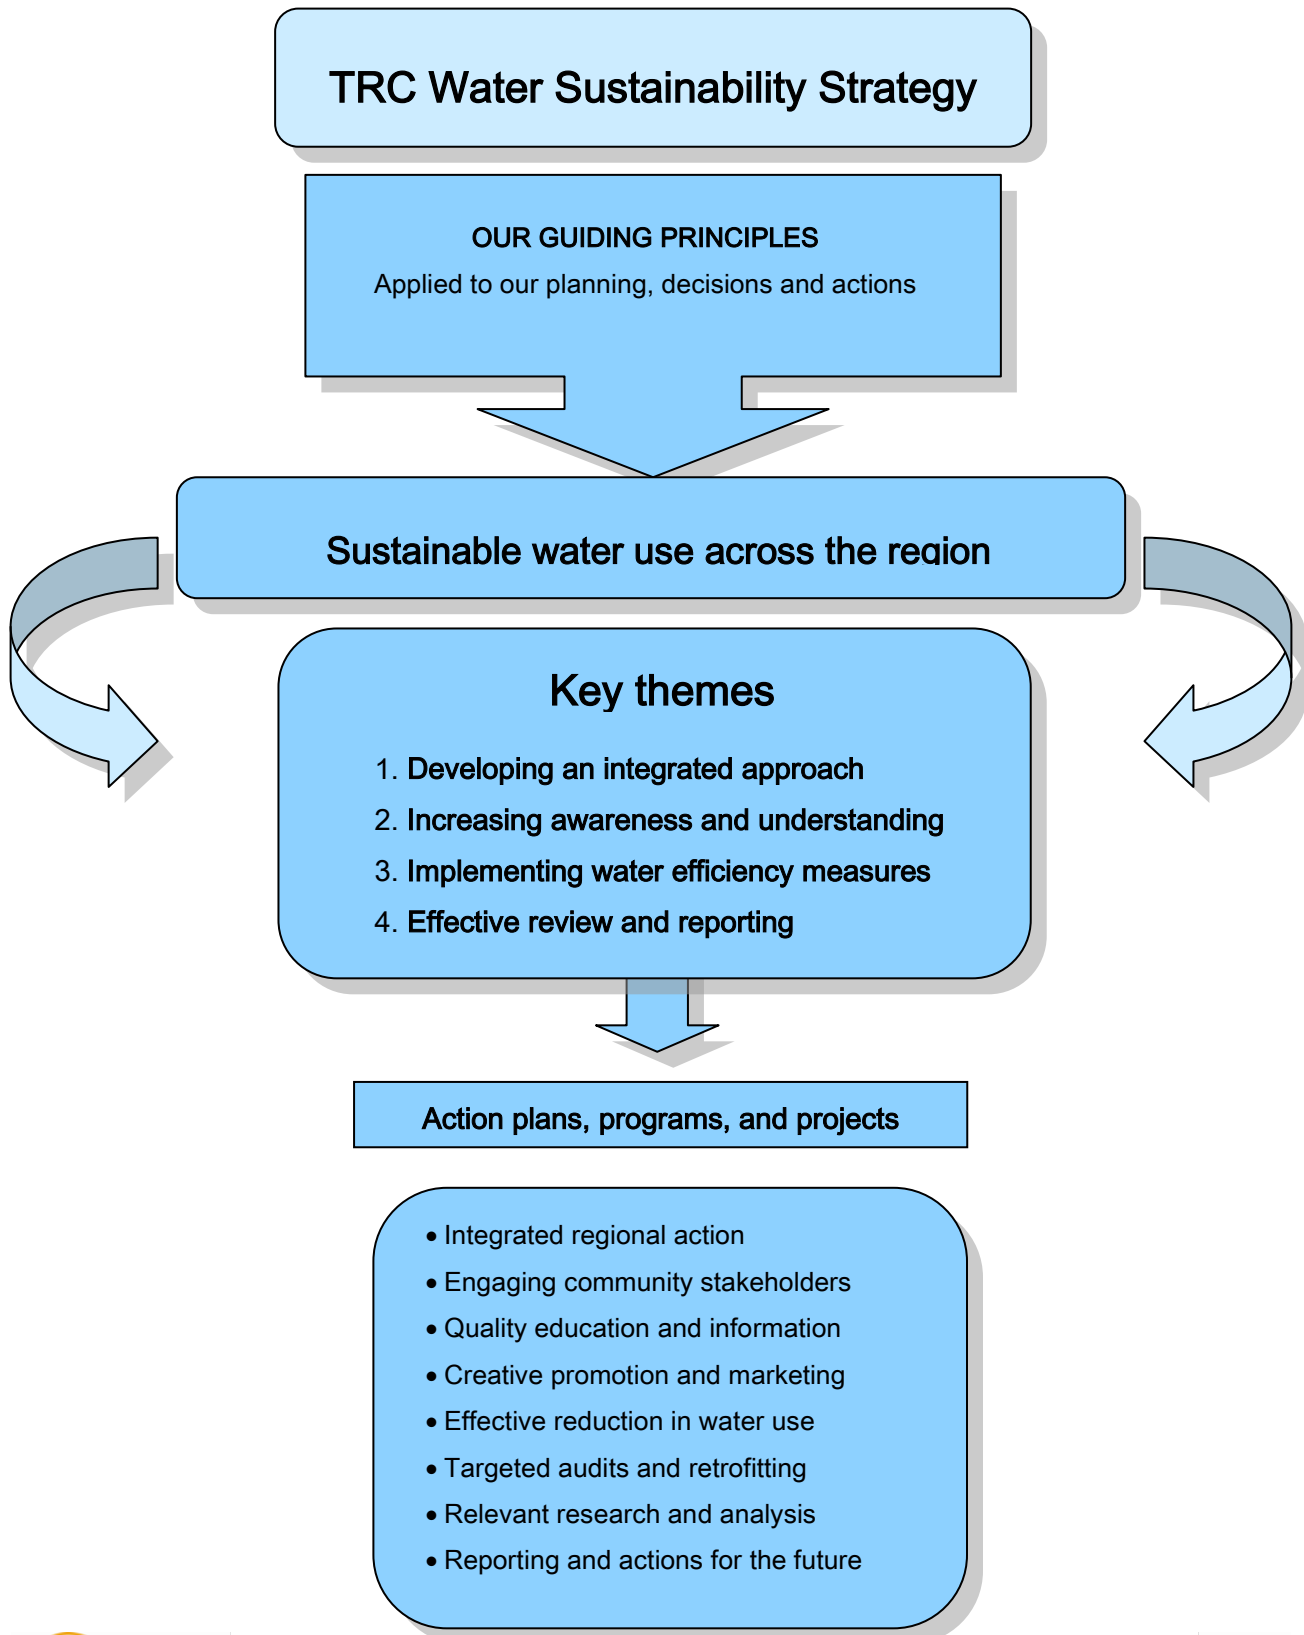 TRC Water Sustainability Strategy
OUR GUIDING PRINCIPLES
Applied to our planning, decisions and actions
Sustainable water use across the region
Key themes
1. Developing an integrated approach
2. Increasing awareness and understanding
3. Implementing water efficiency measures
4. Effective review and reporting
Action plans, programs, and projects
• Integrated regional action
• Engaging community stakeholders
• Quality education and information
• Creative promotion and marketing
• Effective reduction in water use
• Targeted audits and retrofitting
• Relevant research and analysis
• Reporting and actions for the future